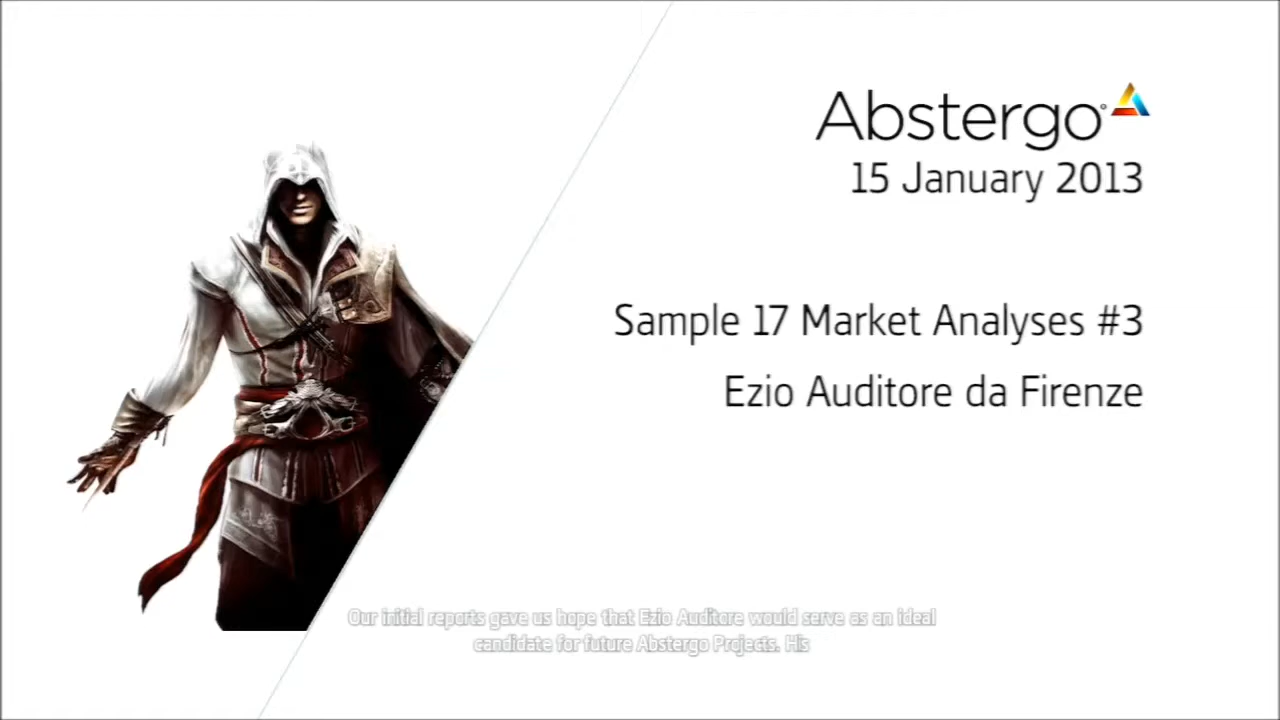 Abstergo
15 January 2013
Sample 17 Market Analyses #3
Ezio Auditore da Firenze
Our initial reports gave us hope that Ezio Auditore would serve as an ideal
candidate for future Abstergo Projects. His